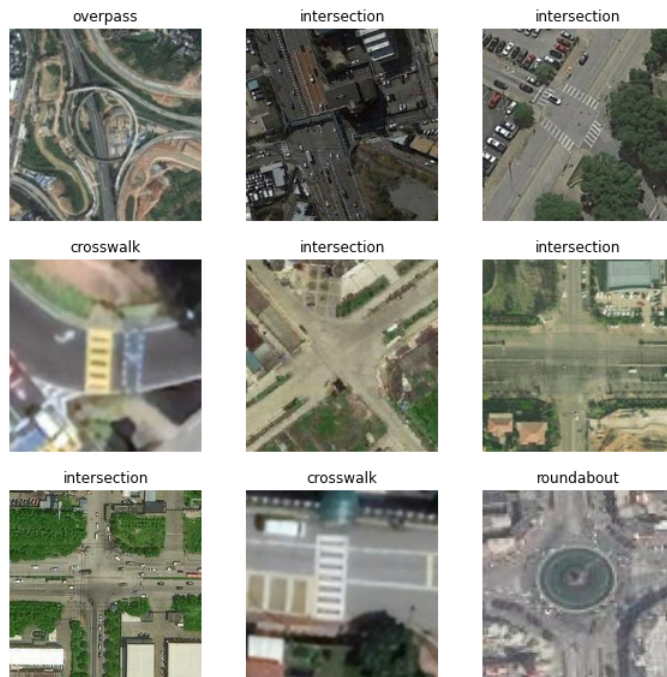 overpass
intersection
intersection
crosswalk
intersection
intersection
intersection
crosswalk
roundabout